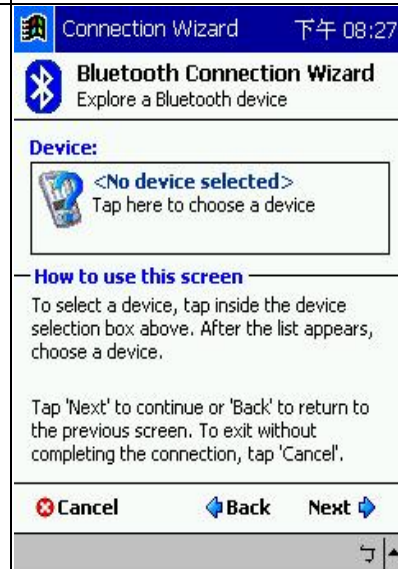 Connection Wizard 下午 08:27
Bluetooth Connection Wizard
Explore a Bluetooth device
Device:
<No device selected>
Tap here to choose a device
How to use this screen
To select a device, tap inside the device
selection box above. After the list appears,
choose a device.
Tap 'Next' to continue or 'Back' to return to
the previous screen. To exit without
completing the connection, tap 'Cancel'.
Cancel Back Next
ㄅ